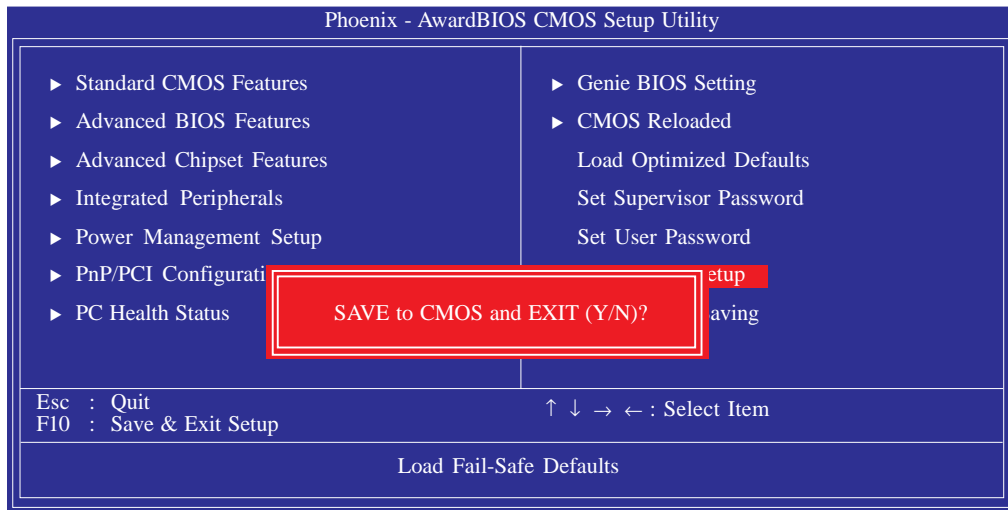 Phoenix - AwardBIOS CMOS Setup Utility
▶ Standard CMOS Features
▶ Advanced BIOS Features
▶ Advanced Chipset Features
▶ Integrated Peripherals
▶ Power Management Setup
▶ PnP/PCI Configurati
▶ PC Health Status
▶ Genie BIOS Setting
▶ CMOS Reloaded
Load Optimized Defaults
Set Supervisor Password
Set User Password
etup
aving
SAVE to CMOS and EXIT (Y/N)?
Esc : Quit
F10 : Save & Exit Setup
↑ ↓ → ← : Select Item
Load Fail-Safe Defaults